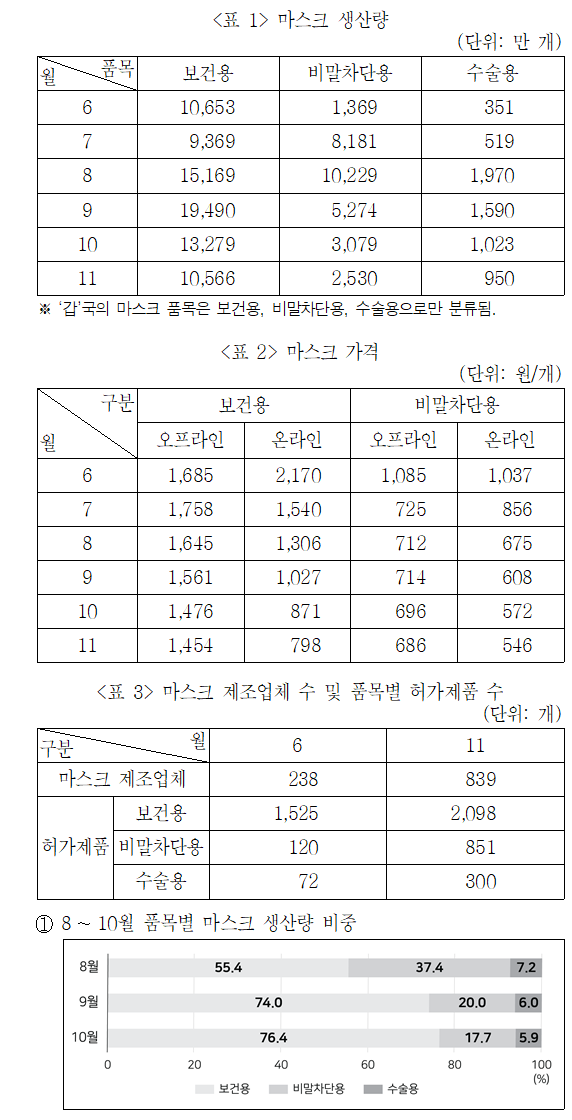 <표 1> 마스크 생산량
(단위: 만 개)
월 품목 보건용 비말차단용 수술용
6 10,653 1,369 351
7 9,369 8,181 519
8 15,169 10,229 1,970
9 19,490 5,274 1,590
10 13,279 3,079 1,023
11 10,566 2,530 950
※ ‘갑’국의 마스크 품목은 보건용, 비말차단용, 수술용으로만 분류됨.
<표 2> 마스크 가격
(단위: 원/개)
구분 보건용 비말차단용
월 오프라인 온라인 오프라인 온라인
6 1,685 2,170 1,085 1,037
7 1,758 1,540 725 856
8 1,645 1,306 712 675
9 1,561 1,027 714 608
10 1,476 871 696 572
11 1,454 798 686 546
<표 3> 마스크 제조업체 수 및 품목별 허가제품 수
(단위: 개)
구분 월 6 11
마스크 제조업체 238 839
허가제품 보건용 1,525 2,098
비말차단용 120 851
수술용 72 300
① 8 ~ 10월 품목별 마스크 생산량 비중
8월 55.4 37.4 7.2
9월 74.0 20.0 6.0
10월 76.4 17.7 5.9
0 20 40 60 80 100
(%)
보건용 비말차단용 수술용